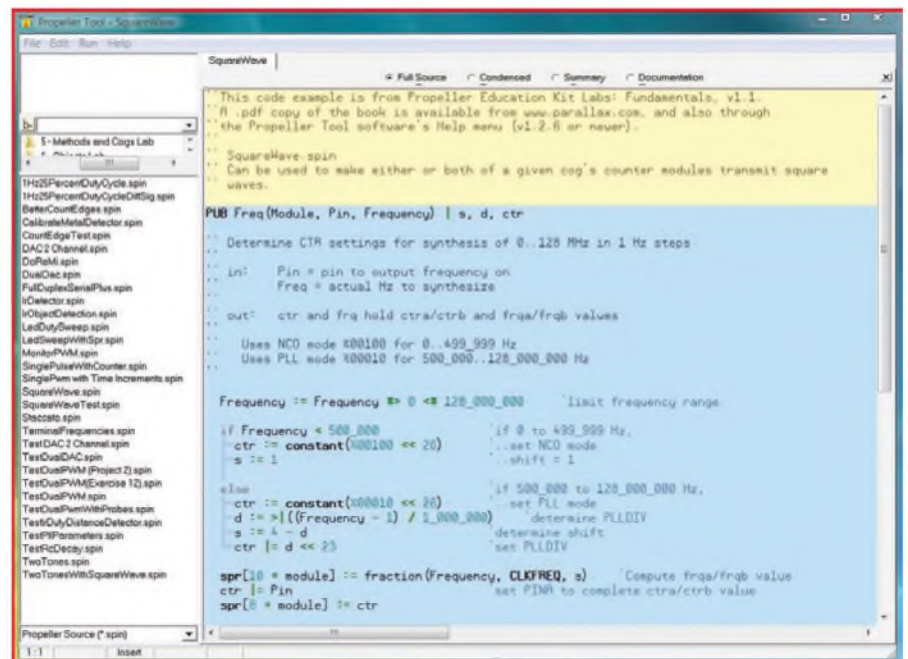 Propeller Tool - SquareWave
File Edit Run Help
SquareWave
Full Source Condensed Summary Documentation
5 - Methods and Cogs Lab
1Hz25PercentDutyCycle.spin
1Hz25PercentDutyCycleDiffSig.spin
BetterCountEdges.spin
CalibrateMetalDetector.spin
CountEdgeTest.spin
DAC 2 Channel.spin
DoReMi.spin
DualDac.spin
FullDuplexSerialPlus.spin
IrDetector.spin
IrObjectDetection.spin
LedDutySweep.spin
LedSweepWithSpr.spin
MonitorPWM.spin
SinglePulseWithCounter.spin
SinglePwm with Time Increments.spin
SquareWave.spin
SquareWaveTest.spin
Staccato.spin
TerminalFrequencies.spin
TestDAC 2 Channel.spin
TestDualDAC.spin
TestDualPWM (Project 2).spin
TestDualPWM(Exercise 12).spin
TestDualPWM.spin
TestDualPwmWithProbes.spin
TestIrDutyDistanceDetector.spin
TestPllParameters.spin
TestRcDecay.spin
TwoTones.spin
TwoTonesWithSquareWave.spin
Propeller Source (*.spin)
1:1 Insert
''This code example is from Propeller Education Kit Labs: Fundamentals, v1.1.
''A .pdf copy of the book is available from www.parallax.com, and also through
''the Propeller Tool software's Help menu (v1.2.6 or newer).
''
'' SquareWave.spin
'' Can be used to make either or both of a given cog's counter modules transmit square
'' waves.
PUB Freq(Module, Pin, Frequency) | s, d, ctr
'' Determine CTR settings for synthesis of 0..128 MHz in 1 Hz steps
''
'' in: Pin = pin to output frequency on
'' Freq = actual Hz to synthesize
''
'' out: ctr and frq hold ctra/ctrb and frqa/frqb values
''
'' Uses NCO mode %00100 for 0..499_999 Hz
'' Uses PLL mode %00010 for 500_000..128_000_000 Hz
''
Frequency := Frequency #> 0 <# 128_000_000 'limit frequency range
if Frequency < 500_000 'if 0 to 499_999 Hz,
ctr := constant(%00100 << 26) '..set NCO mode
s := 1 '..shift = 1
else 'if 500_000 to 128_000_000 Hz,
ctr := constant(%00010 << 26) '..set PLL mode
d := >|((Frequency - 1) / 1_000_000) 'determine PLLDIV
s := 4 - d 'determine shift
ctr |= d << 23 'set PLLDIV
spr[10 + module] := fraction(Frequency, CLKFREQ, s) 'Compute frqa/frqb value
ctr |= Pin 'set PINA to complete ctra/ctrb value
spr[8 + module] := ctr